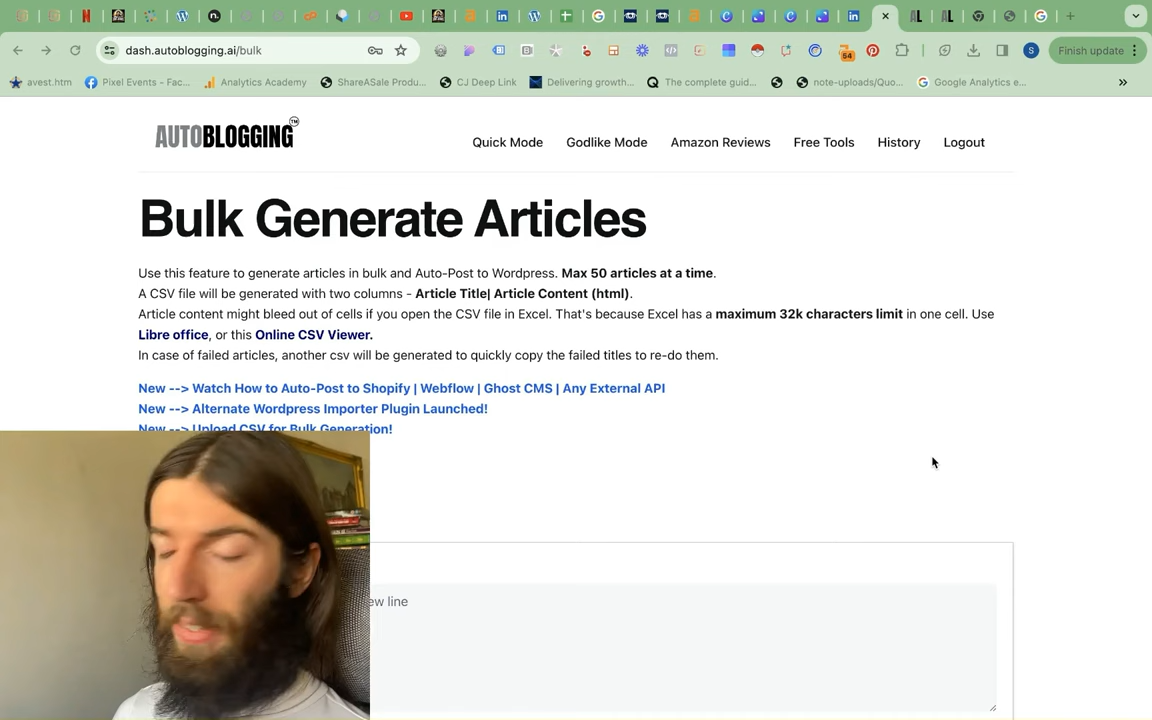 dash.autoblogging.ai/bulk
54
S
Finish update
avest.htm
Pixel Events - Fac...
Analytics Academy
ShareASale Produ...
CJ Deep Link
Delivering growth...
The complete guid...
note-uploads/Quo...
Google Analytics e...
AUTOBLOGGING
TM
Quick Mode
Godlike Mode
Amazon Reviews
Free Tools
History
Logout
Bulk Generate Articles
Use this feature to generate articles in bulk and Auto-Post to Wordpress. Max 50 articles at a time.
A CSV file will be generated with two columns - Article Title| Article Content (html).
Article content might bleed out of cells if you open the CSV file in Excel. That's because Excel has a maximum 32k characters limit in one cell. Use
Libre office, or this Online CSV Viewer.
In case of failed articles, another csv will be generated to quickly copy the failed titles to re-do them.
New --> Watch How to Auto-Post to Shopify | Webflow | Ghost CMS | Any External API
New --> Alternate Wordpress Importer Plugin Launched!
New --> Upload CSV for Bulk Generation!
ew line